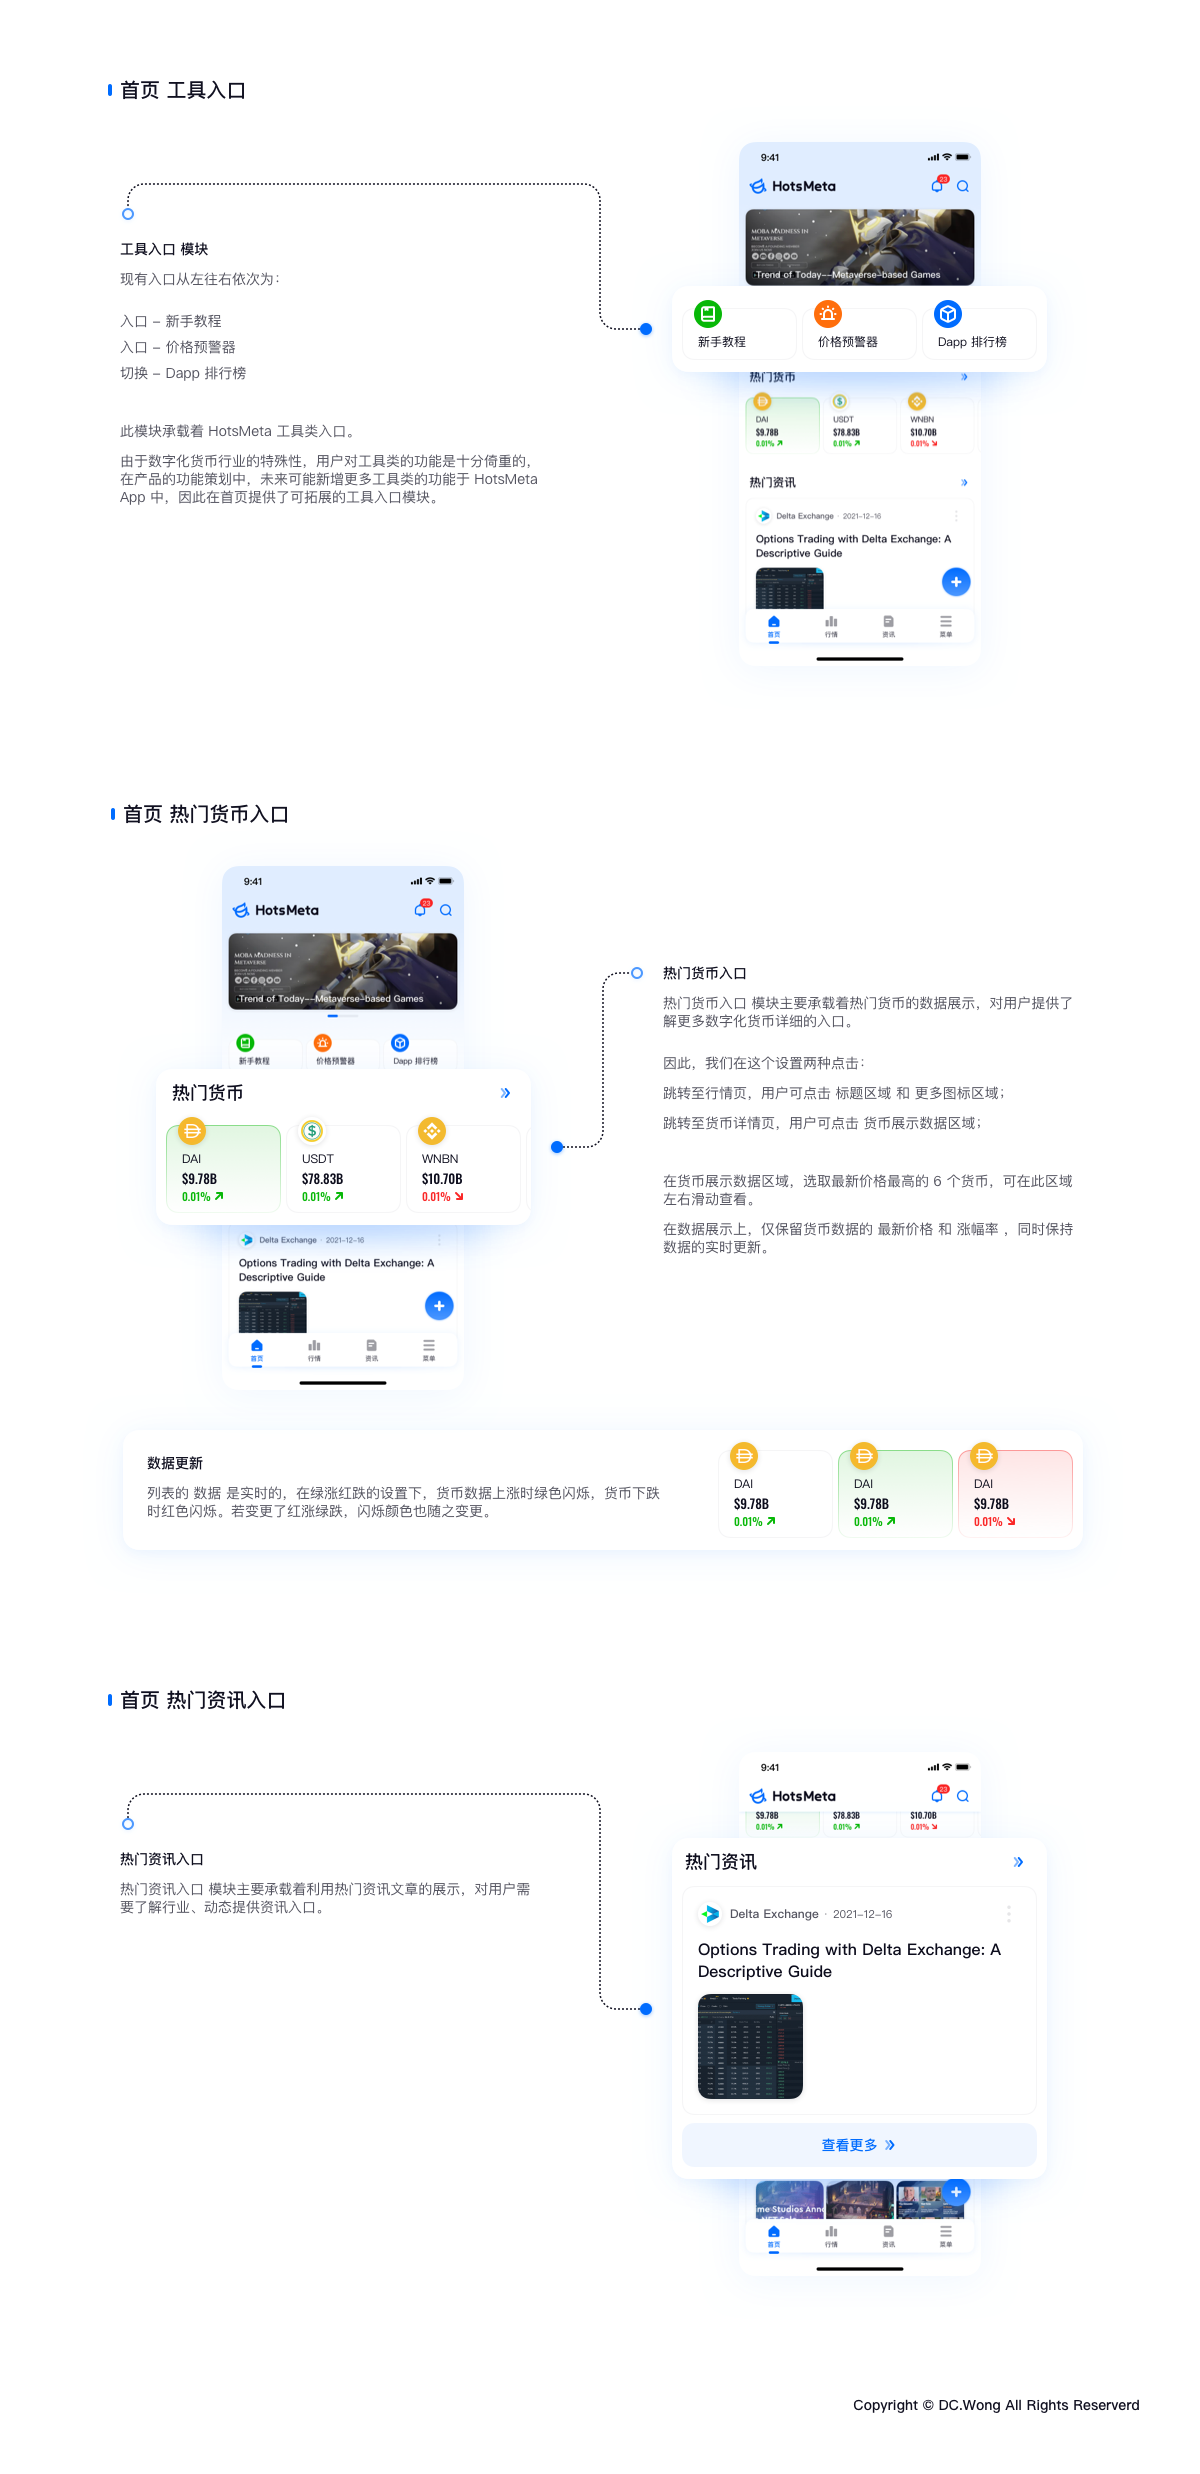 首页 工具入口
工具入口 模块
现有入口从左往右依次为：
入口 – 新手教程
入口 – 价格预警器
切换 – Dapp 排行榜
此模块承载着 HotsMeta 工具类入口。
由于数字化货币行业的特殊性，用户对工具类的功能是十分倚重的，
在产品的功能策划中，未来可能新增更多工具类的功能于 HotsMeta
App 中，因此在首页提供了可拓展的工具入口模块。
9:41
HotsMeta
23
MOBA MADNESS IN
METAVERSE
Trend of Today--Metaverse-based Games
新手教程
价格预警器
Dapp 排行榜
热门货币
DAI
$9.78B
0.01%
USDT
$78.83B
0.01%
WNBN
$10.70B
0.01%
热门资讯
Delta Exchange · 2021-12-16
Options Trading with Delta Exchange: A
Descriptive Guide
首页
行情
资讯
菜单
首页 热门货币入口
9:41
HotsMeta
23
MOBA MADNESS IN
METAVERSE
Trend of Today--Metaverse-based Games
新手教程
价格预警器
Dapp 排行榜
热门货币
DAI
$9.78B
0.01%
USDT
$78.83B
0.01%
WNBN
$10.70B
0.01%
Delta Exchange · 2021-12-16
Options Trading with Delta Exchange: A
Descriptive Guide
首页
行情
资讯
菜单
热门货币入口
热门货币入口 模块主要承载着热门货币的数据展示，对用户提供了
解更多数字化货币详细的入口。
因此，我们在这个设置两种点击：
跳转至行情页，用户可点击 标题区域 和 更多图标区域；
跳转至货币详情页，用户可点击 货币展示数据区域；
在货币展示数据区域，选取最新价格最高的 6 个货币，可在此区域
左右滑动查看。
在数据展示上，仅保留货币数据的 最新价格 和 涨幅率 ，同时保持
数据的实时更新。
数据更新
列表的 数据 是实时的，在绿涨红跌的设置下，货币数据上涨时绿色闪烁，货币下跌
时红色闪烁。若变更了红涨绿跌，闪烁颜色也随之变更。
DAI
$9.78B
0.01%
DAI
$9.78B
0.01%
DAI
$9.78B
0.01%
首页 热门资讯入口
热门资讯入口
热门资讯入口 模块主要承载着利用热门资讯文章的展示，对用户需
要了解行业、动态提供资讯入口。
9:41
HotsMeta
23
$9.78B
0.01%
$78.83B
0.01%
$10.70B
0.01%
热门资讯
Delta Exchange · 2021-12-16
Options Trading with Delta Exchange: A
Descriptive Guide
查看更多
me Studios Anno
首页
行情
资讯
菜单
Copyright © DC.Wong All Rights Reserverd